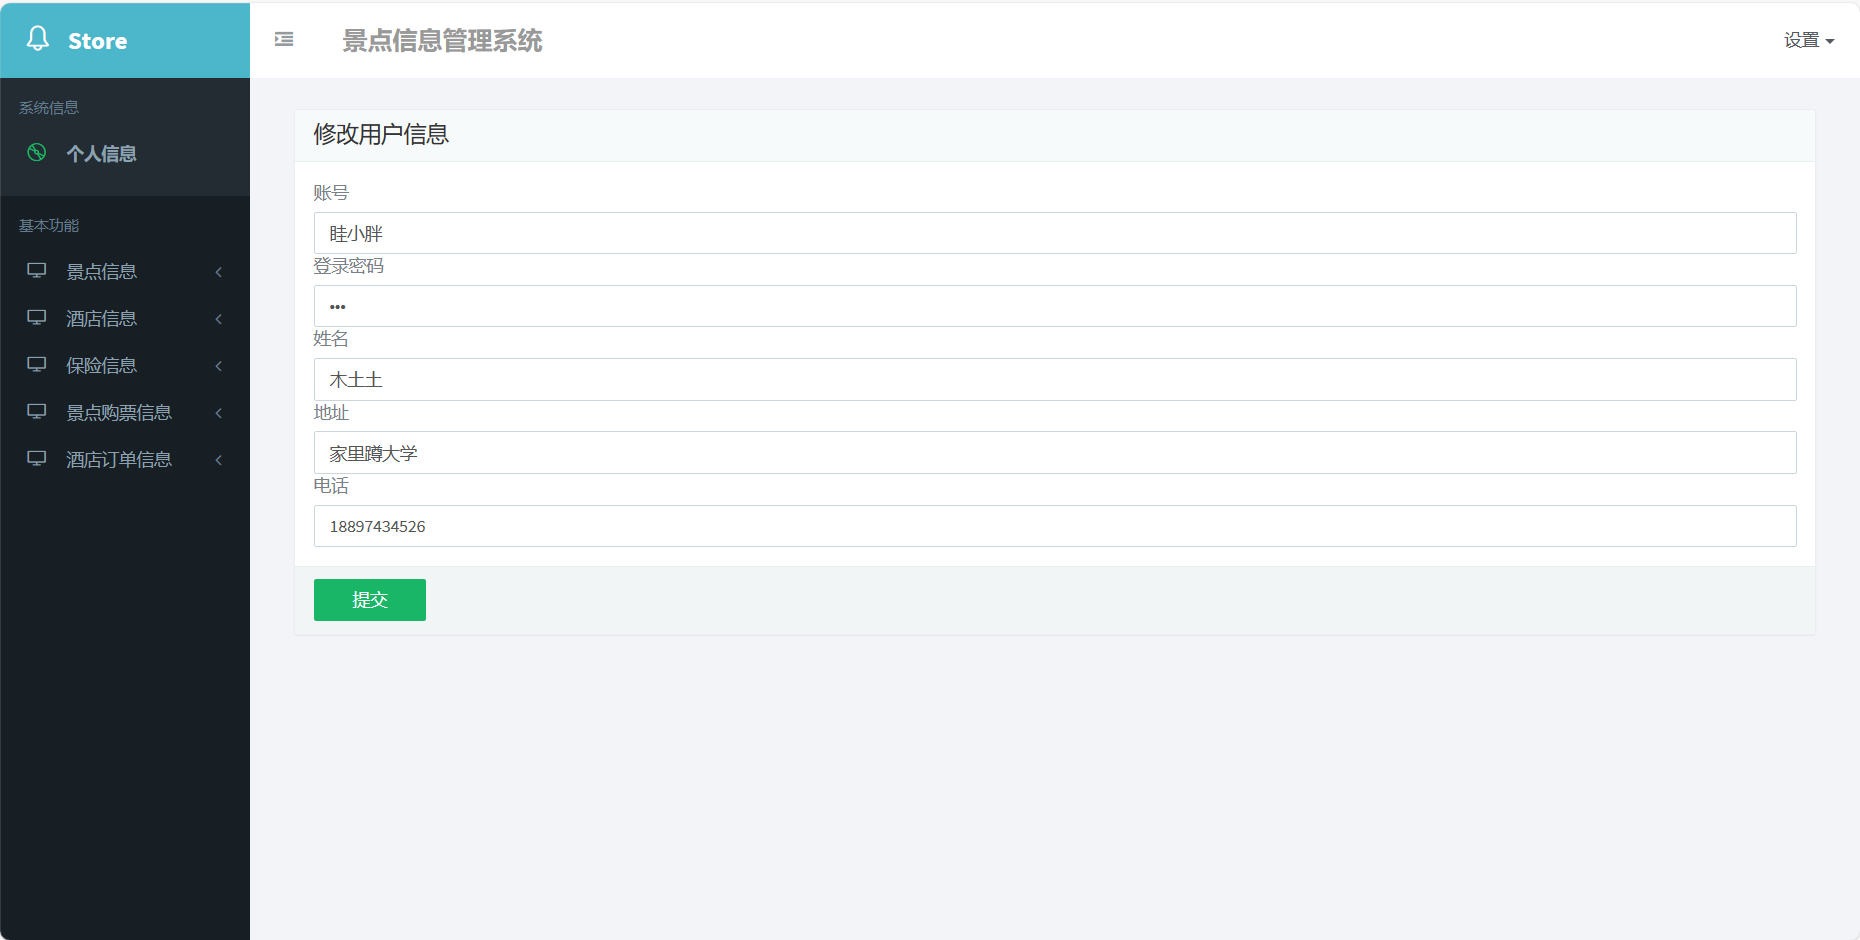 Store
景点信息管理系统
设置
系统信息
个人信息
基本功能
景点信息
酒店信息
保险信息
景点购票信息
酒店订单信息
修改用户信息
账号
眭小胖
登录密码
•••
姓名
木土土
地址
家里蹲大学
电话
18897434526
提交